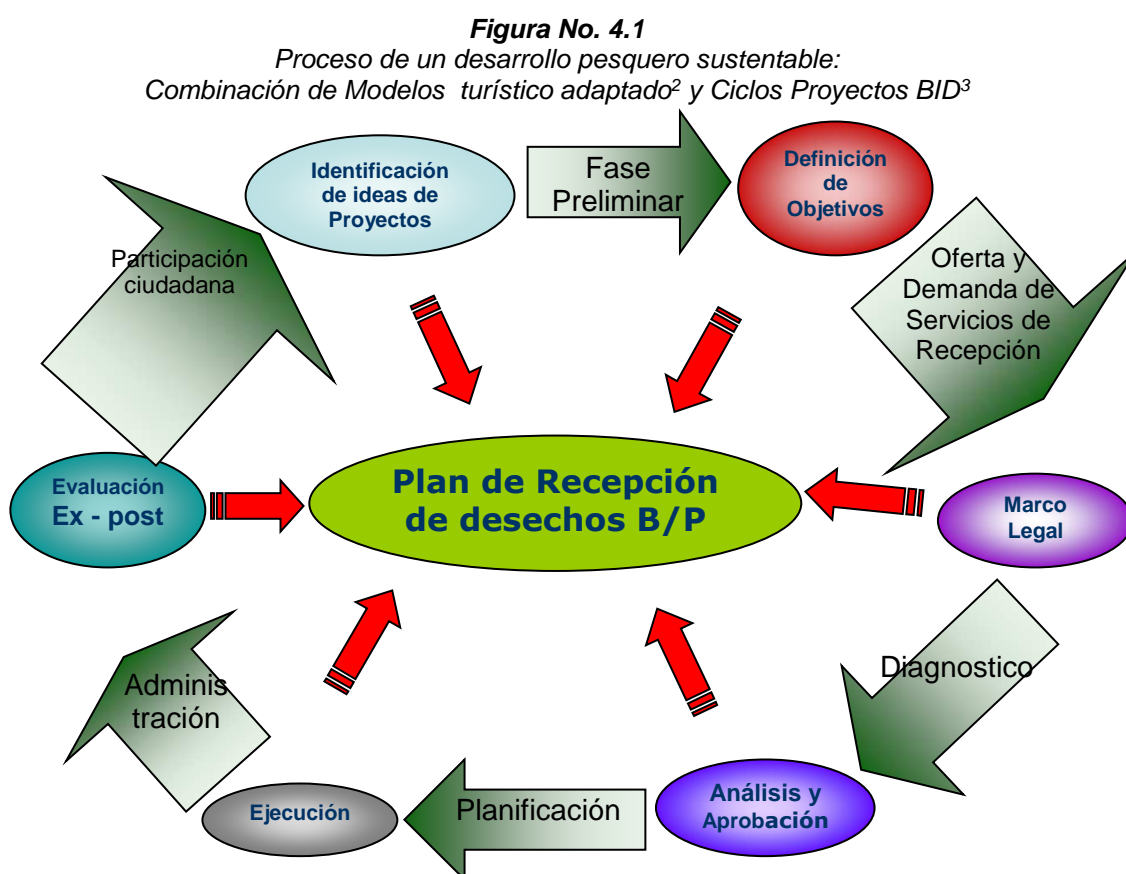 Figura No. 4.1
Proceso de un desarrollo pesquero sustentable:
Combinación de Modelos turístico adaptado² y Ciclos Proyectos BID³
Identificación
de ideas de
Proyectos
Fase
Preliminar
Definición
de
Objetivos
Participación
ciudadana
Oferta y
Demanda de
Servicios de
Recepción
Evaluación
Ex - post
Plan de Recepción
de desechos B/P
Marco
Legal
Adminis
tración
Diagnostico
Ejecución
Planificación
Análisis y
Aprobación